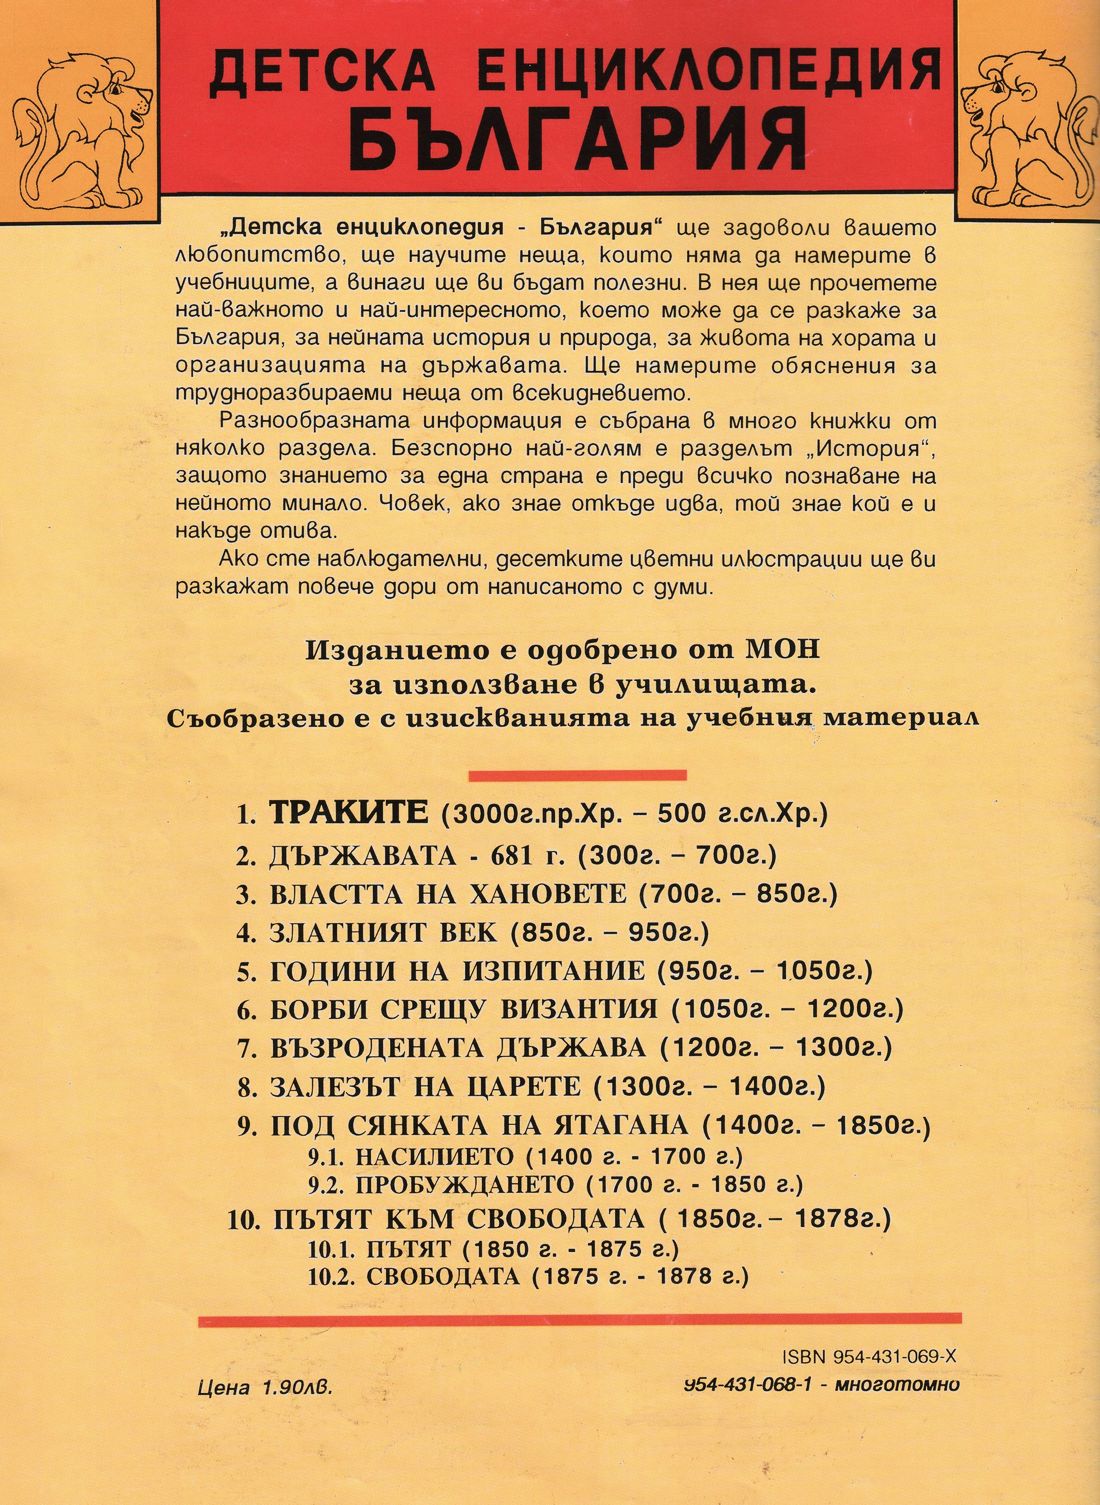 ДЕТСКА ЕНЦИКЛОПЕДИЯ
БЪЛГАРИЯ
„Детска енциклопедия - България“ ще задоволи вашето
любопитство, ще научите неща, които няма да намерите в
учебниците, а винаги ще ви бъдат полезни. В нея ще прочетете
най-важното и най-интересното, което може да се разкаже за
България, за нейната история и природа, за живота на хората и
организацията на държавата. Ще намерите обяснения за
трудноразбираеми неща от всекидневието.
Разнообразната информация е събрана в много книжки от
няколко раздела. Безспорно най-голям е разделът „История“,
защото знанието за една страна е преди всичко познаване на
нейното минало. Човек, ако знае откъде идва, той знае кой е и
накъде отива.
Ако сте наблюдателни, десетките цветни илюстрации ще ви
разкажат повече дори от написаното с думи.
Изданието е одобрено от МОН
за използване в училищата.
Съобразено е с изискванията на учебния материал
1. ТРАКИТЕ (3000г.пр.Хр. – 500 г.сл.Хр.)
2. ДЪРЖАВАТА - 681 г. (300г. – 700г.)
3. ВЛАСТТА НА ХАНОВЕТЕ (700г. – 850г.)
4. ЗЛАТНИЯТ ВЕК (850г. – 950г.)
5. ГОДИНИ НА ИЗПИТАНИЕ (950г. – 1050г.)
6. БОРБИ СРЕЩУ ВИЗАНТИЯ (1050г. – 1200г.)
7. ВЪЗРОДЕНАТА ДЪРЖАВА (1200г. – 1300г.)
8. ЗАЛЕЗЪТ НА ЦАРЕТЕ (1300г. – 1400г.)
9. ПОД СЯНКАТА НА ЯТАГАНА (1400г. – 1850г.)
9.1. НАСИЛИЕТО (1400 г. - 1700 г.)
9.2. ПРОБУЖДАНЕТО (1700 г. - 1850 г.)
10. ПЪТЯТ КЪМ СВОБОДАТА ( 1850г. – 1878г.)
10.1. ПЪТЯТ (1850 г. - 1875 г.)
10.2. СВОБОДАТА (1875 г. - 1878 г.)
ISBN 954-431-069-X
Цена 1.90лв.
954-431-068-1 - многотомно